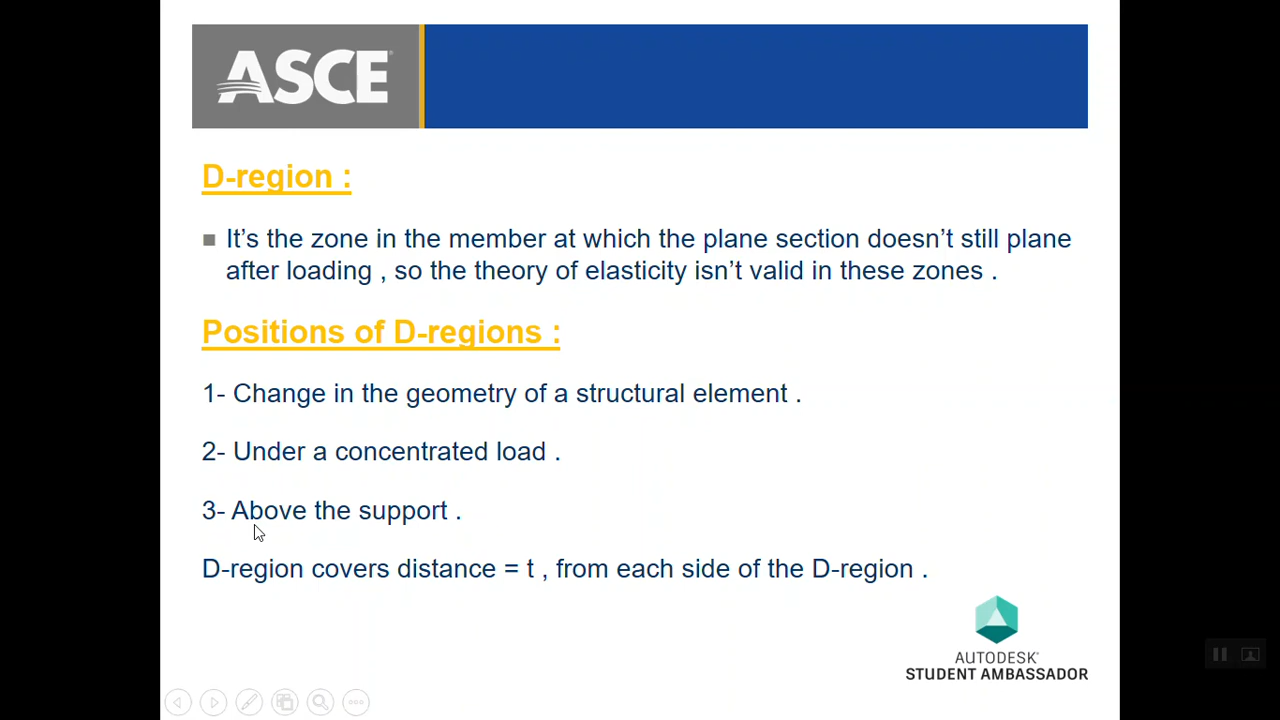 ASCE
D-region :
It’s the zone in the member at which the plane section doesn’t still plane
after loading , so the theory of elasticity isn’t valid in these zones .
Positions of D-regions :
1- Change in the geometry of a structural element .
2- Under a concentrated load .
3- Above the support .
D-region covers distance = t , from each side of the D-region .
AUTODESK®
STUDENT AMBASSADOR